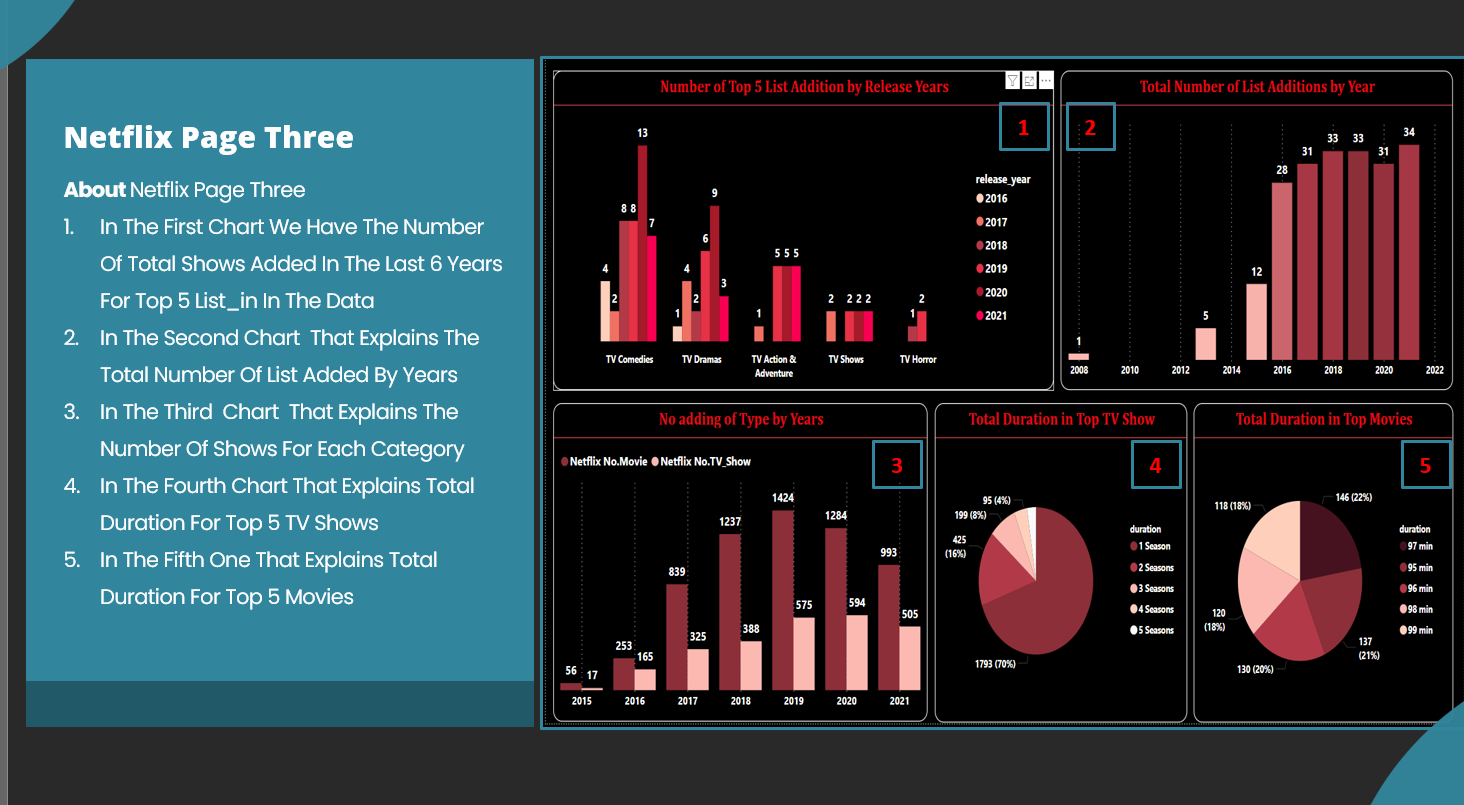 Netflix Page Three
About Netflix Page Three
1. In The First Chart We Have The Number
Of Total Shows Added In The Last 6 Years
For Top 5 List_in In The Data
2. In The Second Chart That Explains The
Total Number Of List Added By Years
3. In The Third Chart That Explains The
Number Of Shows For Each Category
4. In The Fourth Chart That Explains Total
Duration For Top 5 TV Shows
5. In The Fifth One That Explains Total
Duration For Top 5 Movies
Number of Top 5 List Addition by Release Years
1
13
9
8 8
7
6
5 5 5
4
4
3
2
2
2
2 2 2
2
1
1
1
TV Comedies
TV Dramas
TV Action &
Adventure
TV Shows
TV Horror
release_year
2016
2017
2018
2019
2020
2021
Total Number of List Additions by Year
2
1
5
12
28
31
33
33
31
34
2008 2010 2012 2014 2016 2018 2020 2022
No adding of Type by Years
3
Netflix No.Movie Netflix No.TV_Show
56 17
253 165
839 325
1237 388
1424 575
1284 594
993 505
2015 2016 2017 2018 2019 2020 2021
Total Duration in Top TV Show
4
95 (4%)
199 (8%)
425
(16%)
1793 (70%)
duration
1 Season
2 Seasons
3 Seasons
4 Seasons
5 Seasons
Total Duration in Top Movies
5
118 (18%)
146 (22%)
120
(18%)
137
(21%)
130 (20%)
duration
97 min
95 min
96 min
98 min
99 min